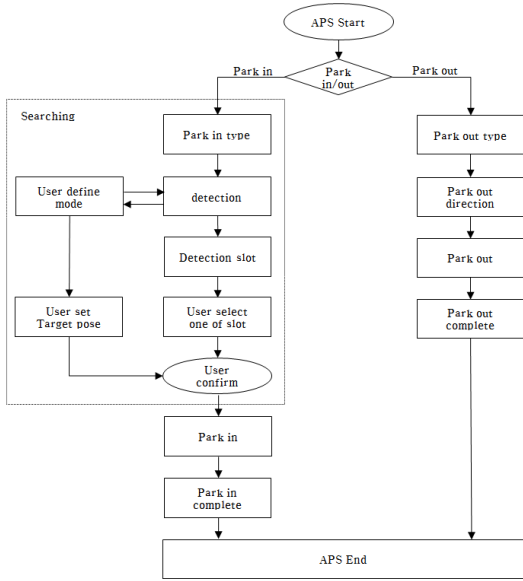 APS Start
Park
in/out
Park in
Park out
Searching
Park in type
Park out type
User define
mode
detection
Park out
direction
Detection slot
Park out
User set
Target pose
User select
one of slot
Park out
complete
User
confirm
Park in
Park in
complete
APS End